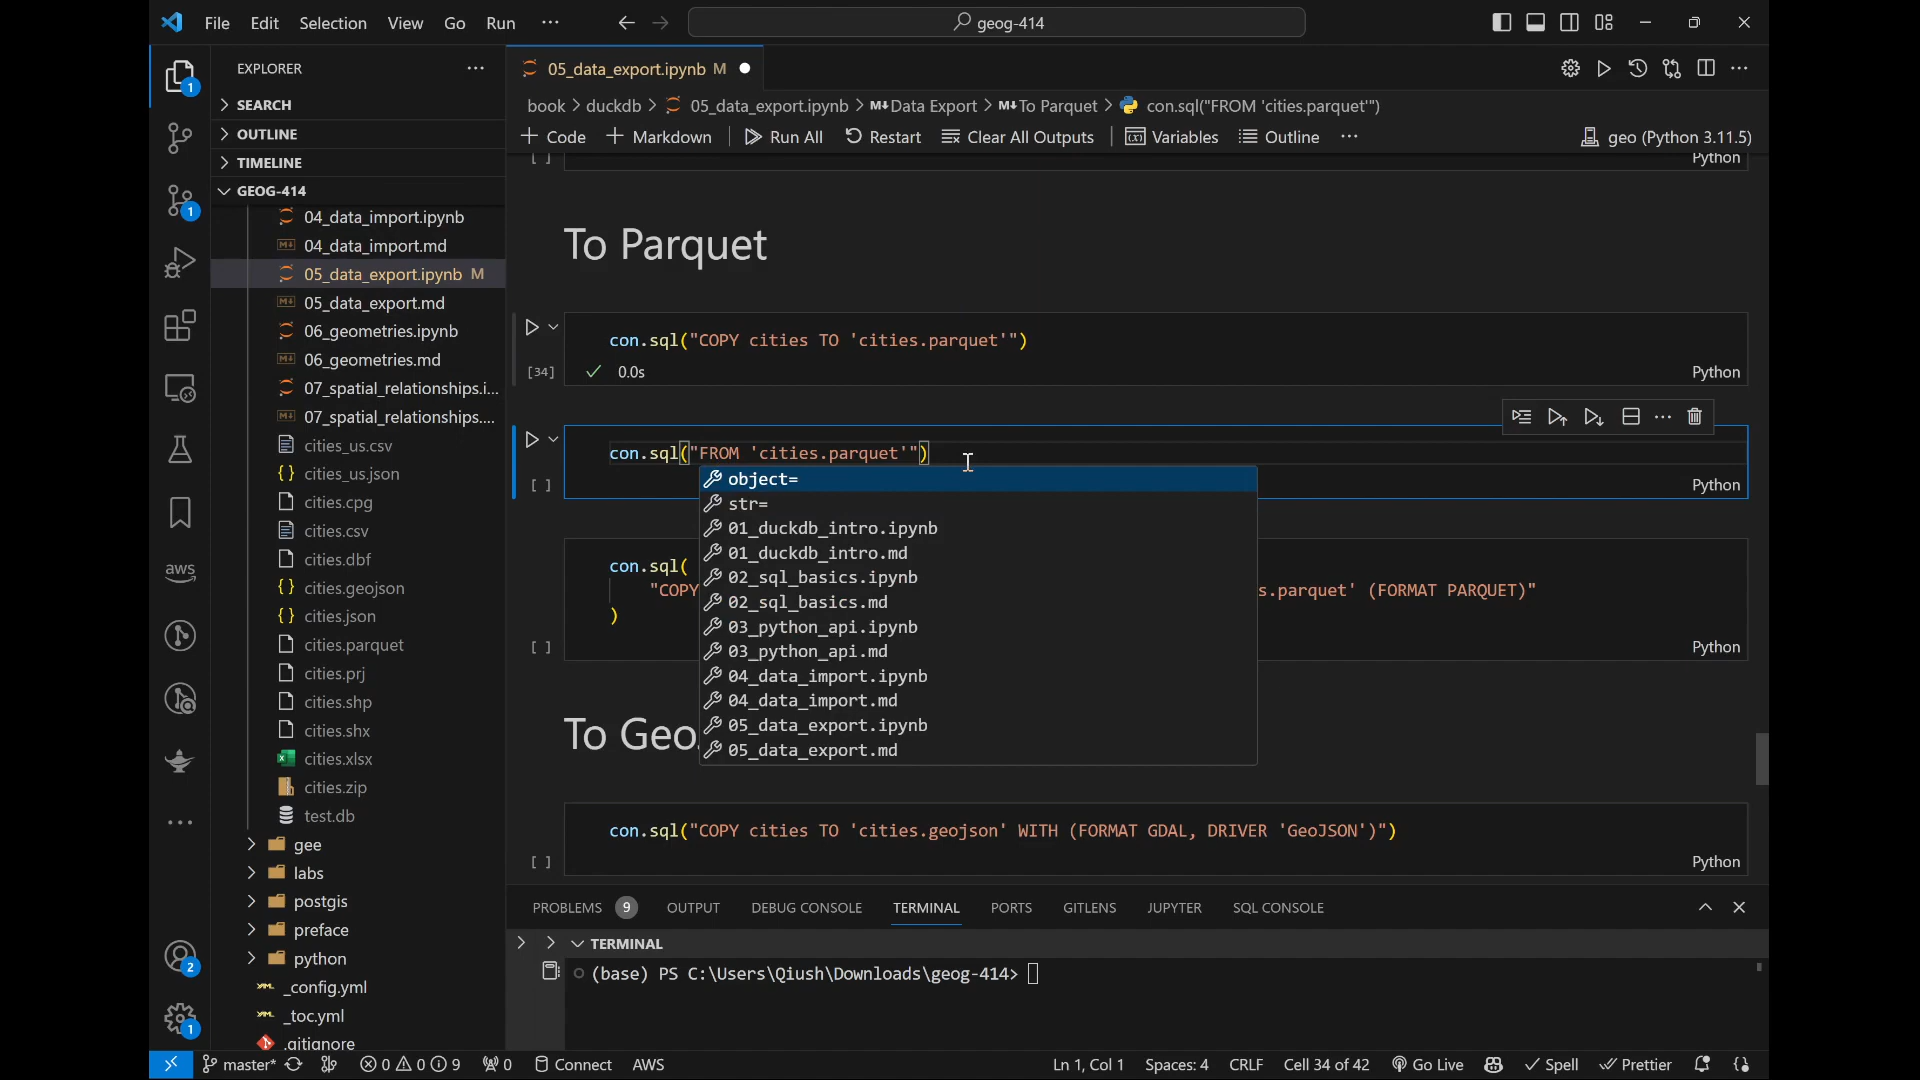 File Edit Selection View Go Run ···
geog-414
EXPLORER
SEARCH
OUTLINE
TIMELINE
GEOG-414
04_data_import.ipynb
04_data_import.md
05_data_export.ipynb M
05_data_export.md
06_geometries.ipynb
06_geometries.md
07_spatial_relationships.i...
07_spatial_relationships....
cities_us.csv
cities_us.json
cities.cpg
cities.csv
cities.dbf
cities.geojson
cities.json
cities.parquet
cities.prj
cities.shp
cities.shx
cities.xlsx
cities.zip
test.db
gee
labs
postgis
preface
python
_config.yml
_toc.yml
.gitignore
1
1
aws
2
1
05_data_export.ipynb M
book > duckdb > 05_data_export.ipynb > M↓Data Export > M↓To Parquet > con.sql("FROM 'cities.parquet'")
+ Code + Markdown Run All Restart Clear All Outputs Variables Outline ··· geo (Python 3.11.5)
[ ] Python
To Parquet
con.sql("COPY cities TO 'cities.parquet'")
[34] ✓ 0.0s Python
con.sql("FROM 'cities.parquet'")
[ ] Python
object=
str=
01_duckdb_intro.ipynb
01_duckdb_intro.md
02_sql_basics.ipynb
02_sql_basics.md
03_python_api.ipynb
03_python_api.md
04_data_import.ipynb
04_data_import.md
05_data_export.ipynb
05_data_export.md
con.sql(
"COPY s.parquet' (FORMAT PARQUET)"
)
[ ] Python
To Geo
con.sql("COPY cities TO 'cities.geojson' WITH (FORMAT GDAL, DRIVER 'GeoJSON')")
[ ] Python
PROBLEMS 9 OUTPUT DEBUG CONSOLE TERMINAL PORTS GITLENS JUPYTER SQL CONSOLE
TERMINAL
(base) PS C:\Users\Qiush\Downloads\geog-414>
master* 0 0 9 0 Connect AWS Ln 1, Col 1 Spaces: 4 CRLF Cell 34 of 42 Go Live Spell Prettier